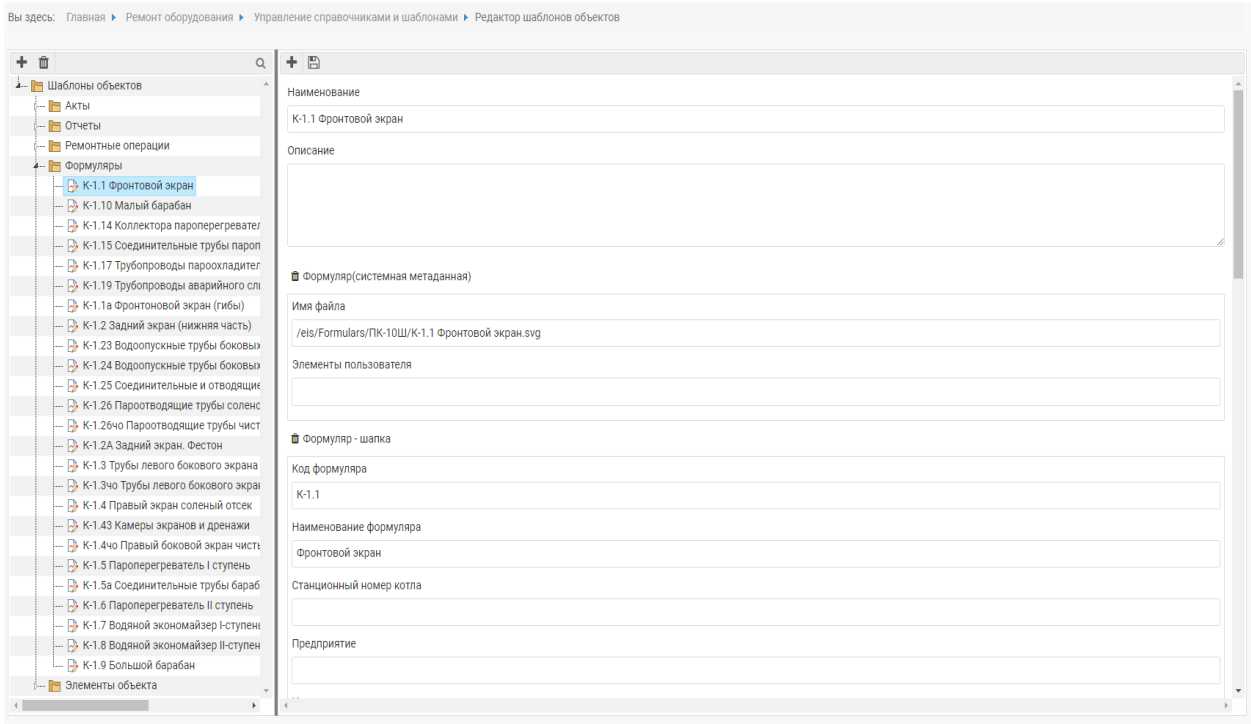 Вы здесь: Главная Ремонт оборудования Управление справочниками и шаблонами Редактор шаблонов объектов
Шаблоны объектов
Акты
Отчеты
Ремонтные операции
Формуляры
К-1.1 Фронтовой экран
К-1.10 Малый барабан
К-1.14 Коллектора пароперегревател
К-1.15 Соединительные трубы пароп
К-1.17 Трубопроводы пароохладител
К-1.19 Трубопроводы аварийного сли
К-1.1а Фронтоновой экран (гибы)
К-1.2 Задний экран (нижняя часть)
К-1.23 Водоопускные трубы боковых
К-1.24 Водоопускные трубы боковых
К-1.25 Соединительные и отводящие
К-1.26 Пароотводящие трубы солено
К-1.26чо Пароотводящие трубы чист
К-1.2А Задний экран. Фестон
К-1.3 Трубы левого бокового экрана
К-1.3чо Трубы левого бокового экран
К-1.4 Правый экран соленый отсек
К-1.43 Камеры экранов и дренажи
К-1.4чо Правый боковой экран чисть
К-1.5 Пароперегреватель I ступень
К-1.5а Соединительные трубы бараб
К-1.6 Пароперегреватель II ступень
К-1.7 Водяной экономайзер I-ступень
К-1.8 Водяной экономайзер II-ступен
К-1.9 Большой барабан
Элементы объекта
Наименование
К-1.1 Фронтовой экран
Описание
Формуляр(системная метаданная)
Имя файла
/eis/Formulars/ПК-10Ш/К-1.1 Фронтовой экран.svg
Элементы пользователя
Формуляр - шапка
Код формуляра
К-1.1
Наименование формуляра
Фронтовой экран
Станционный номер котла
Предприятие